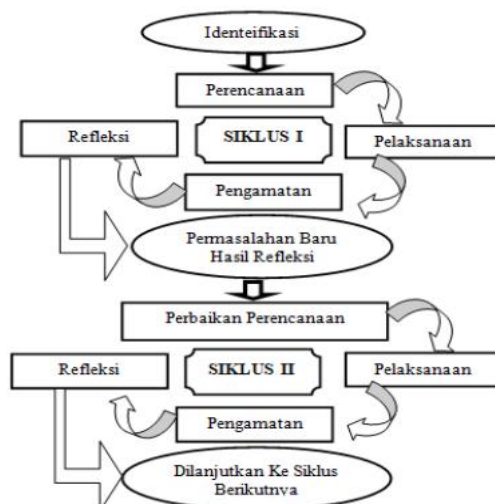 Identeifikasi
Perencanaan
Refleksi
SIKLUS I
Pelaksanaan
Pengamatan
Permasalahan Baru
Hasil Refleksi
Perbaikan Perencanaan
Refleksi
SIKLUS II
Pelaksanaan
Pengamatan
Dilanjutkan Ke Siklus
Berikutnya